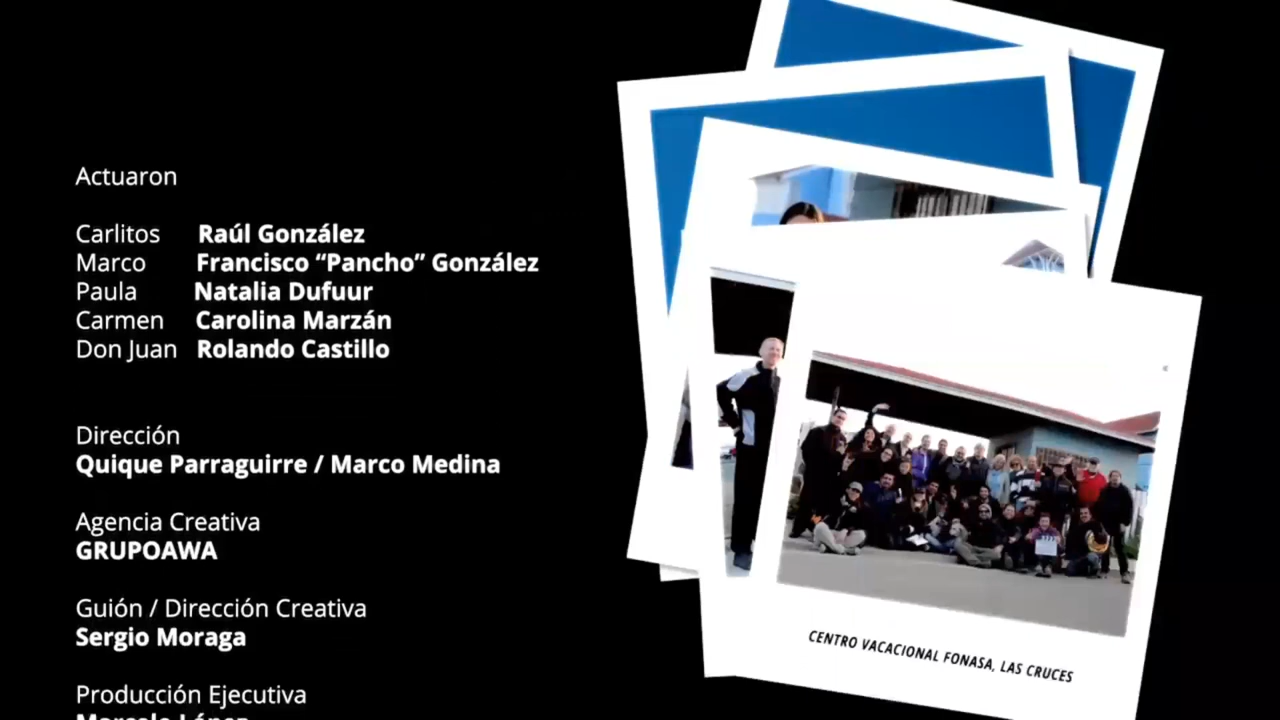 Actuaron
Carlitos Raúl González
Marco Francisco “Pancho” González
Paula Natalia Dufuur
Carmen Carolina Marzán
Don Juan Rolando Castillo
Dirección
Quique Parraguirre / Marco Medina
Agencia Creativa
GRUPOAWA
Guión / Dirección Creativa
Sergio Moraga
Producción Ejecutiva
Marcelo López
CENTRO VACACIONAL FONASA, LAS CRUCES